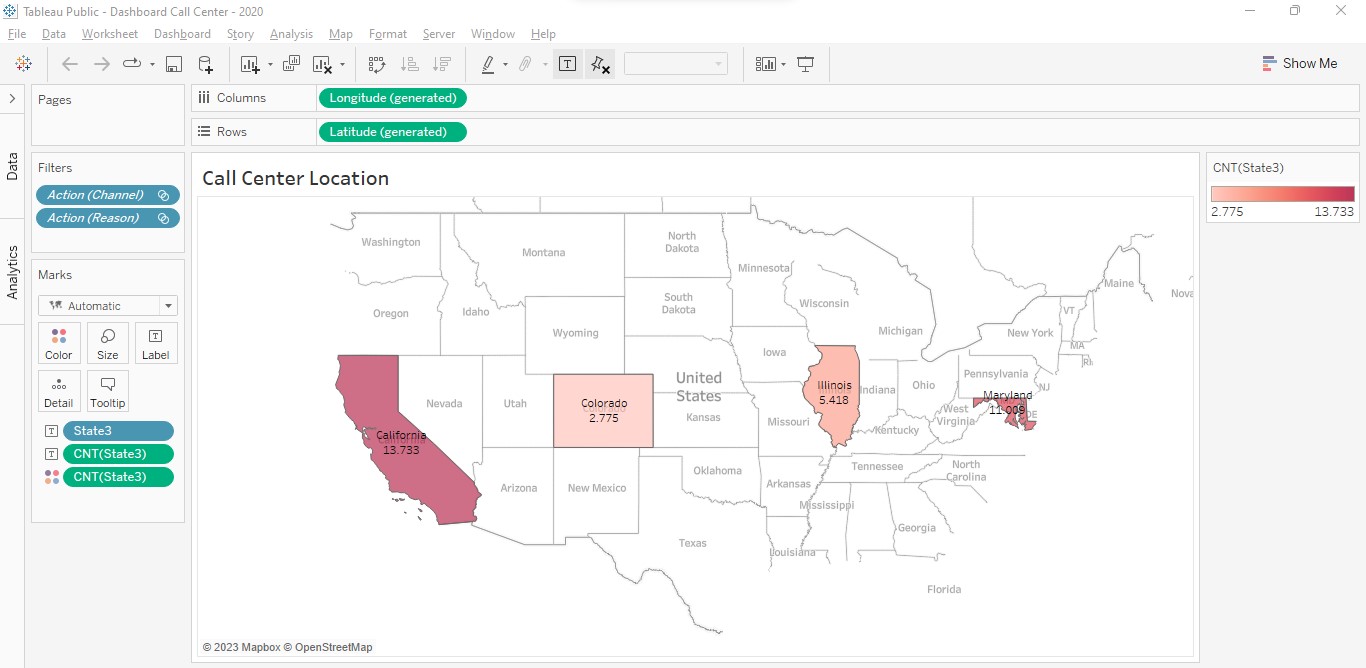 Tableau Public - Dashboard Call Center - 2020
File Data Worksheet Dashboard Story Analysis Map Format Server Window Help
Show Me
Pages
Columns Longitude (generated)
Rows Latitude (generated)
Data
Analytics
Filters
Action (Channel)
Action (Reason)
Marks
Automatic
Color Size Label
Detail Tooltip
State3
CNT(State3)
CNT(State3)
Call Center Location
Washington
Montana
North
Dakota
Minnesota
Maine
Nova
Oregon
Idaho
South
Dakota
Wisconsin
VT
Wyoming
Michigan
New York
MA
Iowa
RI
Pennsylvania
United
States
Illinois
5.418
Indiana
Ohio
NJ
Nevada
Utah
Colorado
2.775
Kansas
Missouri
West
Virginia
Maryland
11.009
DE
California
13.733
Kentucky
Oklahoma
Tennessee
North
Carolina
Arizona
New Mexico
Arkansas
Mississippi
Georgia
Texas
Louisiana
Florida
© 2023 Mapbox © OpenStreetMap
CNT(State3)
2.775 13.733